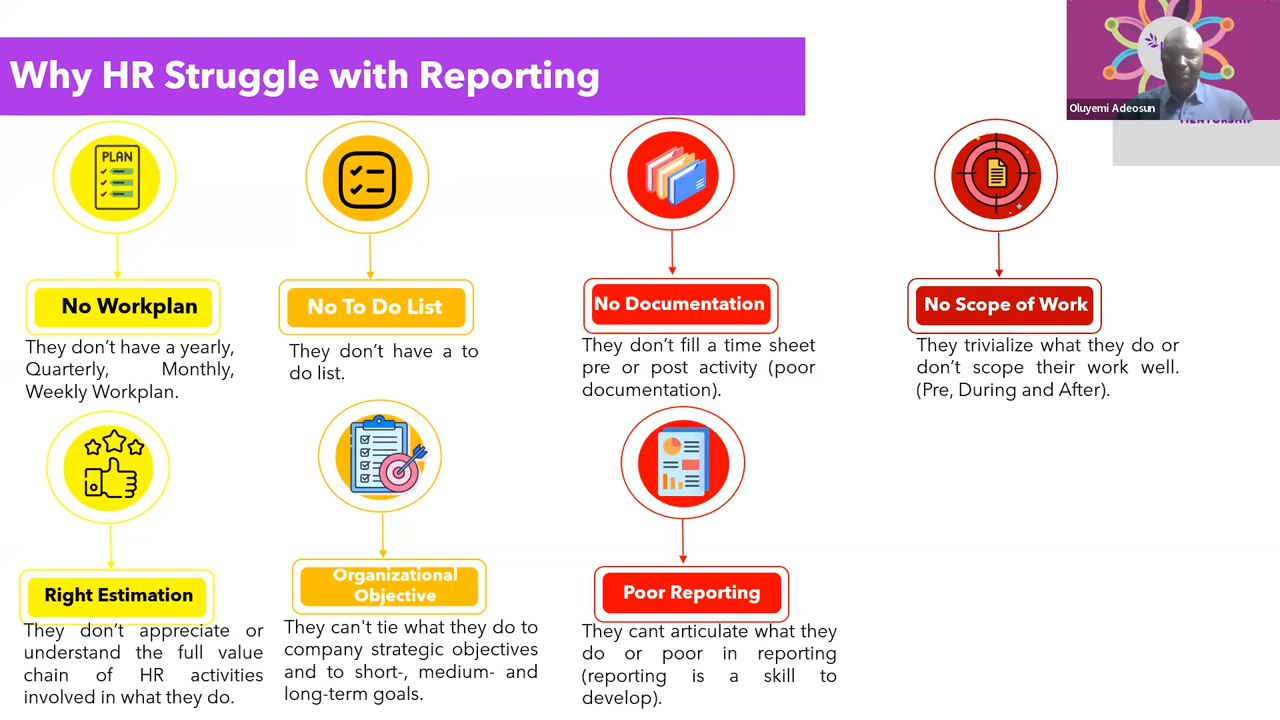 Why HR Struggle with Reporting
Oluyemi Adeosun
MENTORSHIP
PLAN
No Workplan
They don't have a yearly,
Quarterly, Monthly,
Weekly Workplan.
No To Do List
They don't have a to
do list.
No Documentation
They don't fill a time sheet
pre or post activity (poor
documentation).
No Scope of Work
They trivialize what they do or
don't scope their work well.
(Pre, During and After).
Right Estimation
They don't appreciate or
understand the full value
chain of HR activities
involved in what they do.
Organizational
Objective
They can't tie what they do to
company strategic objectives
and to short-, medium- and
long-term goals.
Poor Reporting
They cant articulate what they
do or poor in reporting
(reporting is a skill to
develop).